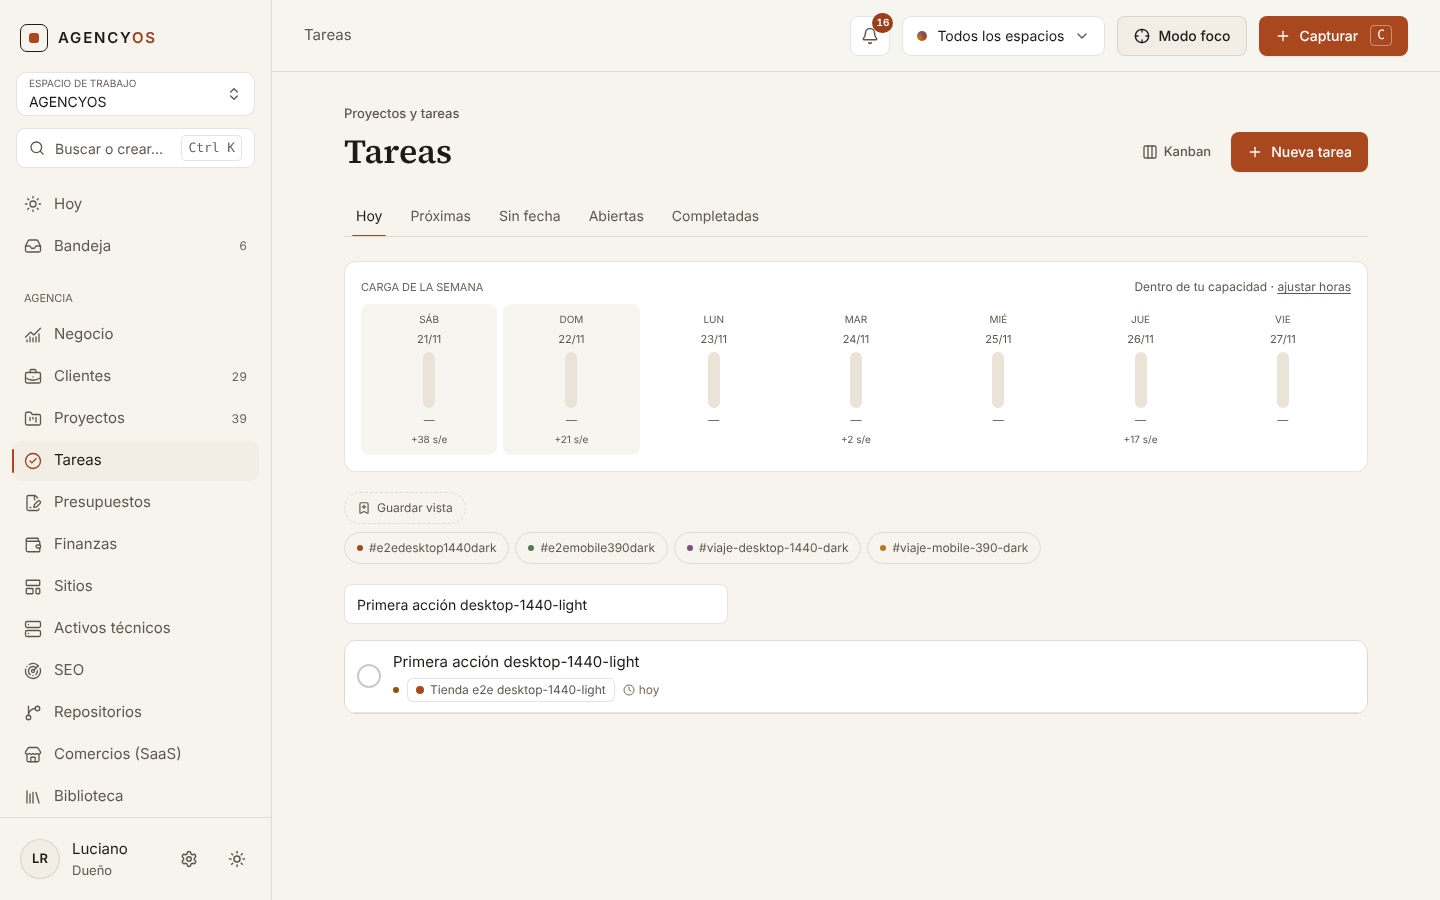 AGENCYOS
ESPACIO DE TRABAJO
AGENCYOS
Buscar o crear... Ctrl K
Hoy
Bandeja 6
AGENCIA
Negocio
Clientes 29
Proyectos 39
Tareas
Presupuestos
Finanzas
Sitios
Activos técnicos
SEO
Repositorios
Comercios (SaaS)
Biblioteca
LR
Luciano
Dueño
Tareas
16
Todos los espacios
Modo foco
Capturar C
Proyectos y tareas
Tareas
Kanban
Nueva tarea
Hoy Próximas Sin fecha Abiertas Completadas
CARGA DE LA SEMANA
Dentro de tu capacidad · ajustar horas
SÁB DOM LUN MAR MIÉ JUE VIE
21/11 22/11 23/11 24/11 25/11 26/11 27/11
— — — — — — —
+38 s/e +21 s/e +2 s/e +17 s/e
Guardar vista
#e2edesktop1440dark #e2emobile390dark #viaje-desktop-1440-dark #viaje-mobile-390-dark
Primera acción desktop-1440-light
Primera acción desktop-1440-light
Tienda e2e desktop-1440-light hoy